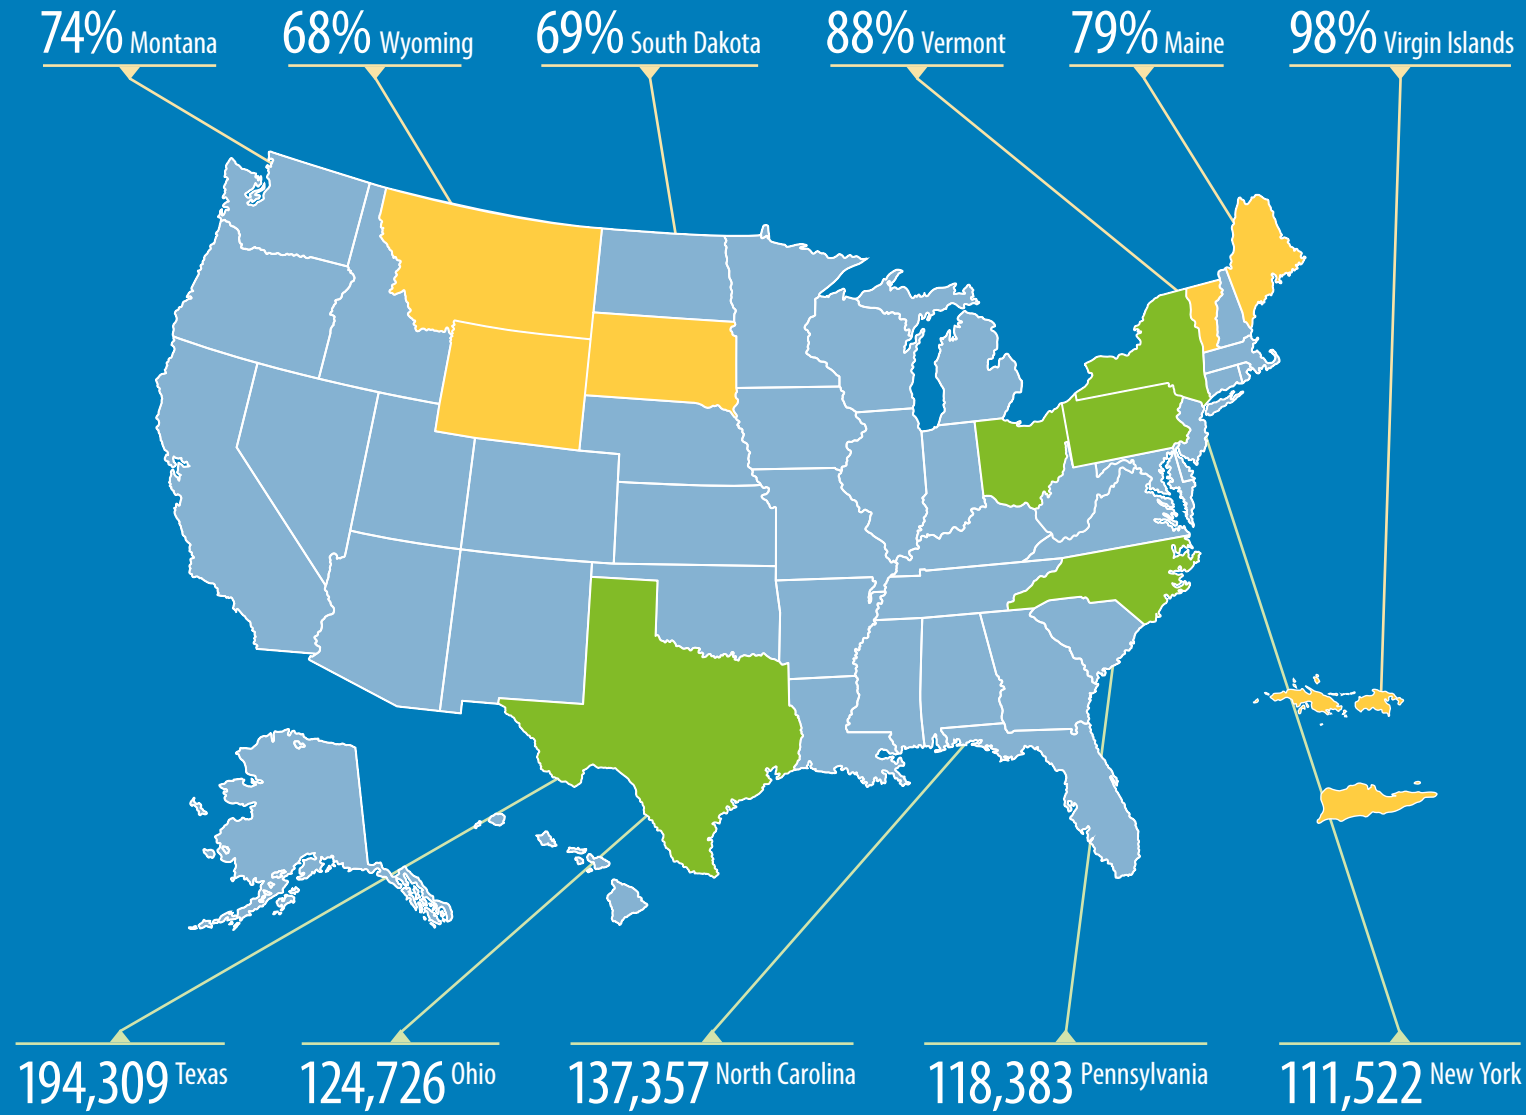 74% Montana
68% Wyoming
69% South Dakota
88% Vermont
79% Maine
98% Virgin Islands
194,309 Texas
124,726 Ohio
137,357 North Carolina
118,383 Pennsylvania
111,522 New York